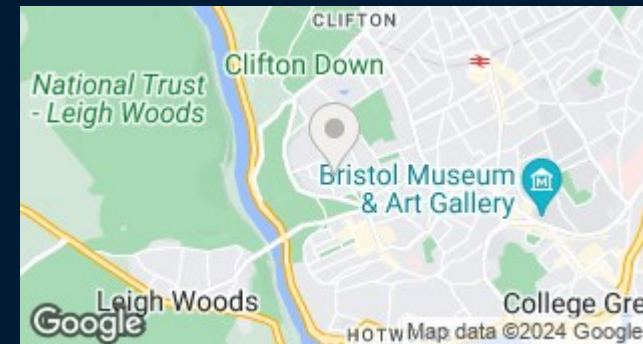 CLIFTON
Clifton Down
National Trust
- Leigh Woods
Bristol Museum
& Art Gallery
M
Leigh Woods
College Gre
Google
HOTW
Map data ©2024 Google